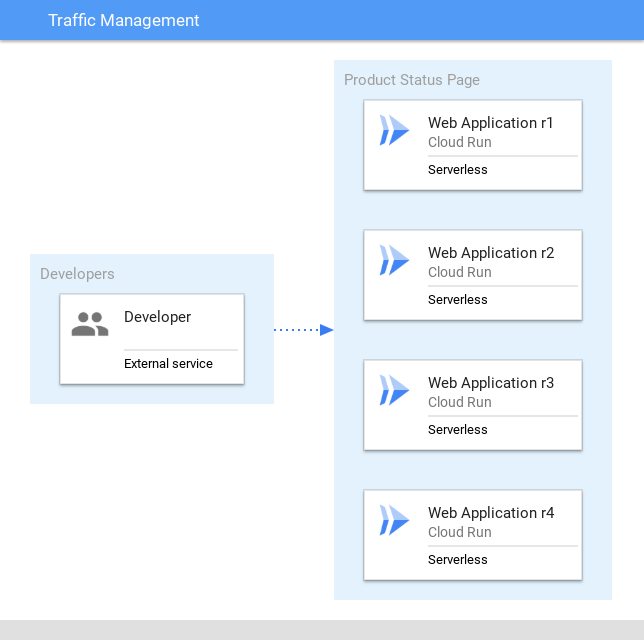 Traffic Management
Product Status Page
Web Application r1
Cloud Run
Serverless
Web Application r2
Cloud Run
Serverless
Developers
Developer
External service
Web Application r3
Cloud Run
Serverless
Web Application r4
Cloud Run
Serverless